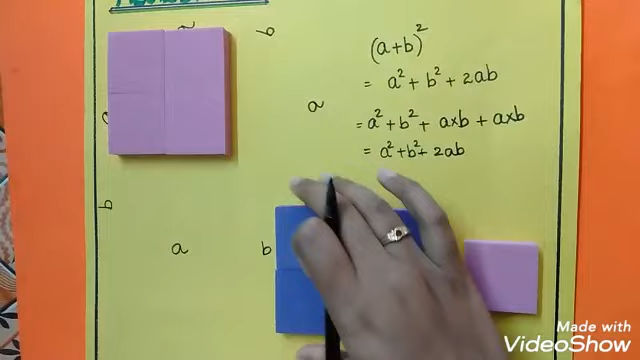 b
(a+b)²
= a² + b² + 2ab
a
= a² + b² + a×b + a×b
= a² + b² + 2ab
b
a
b
Made with
VideoShow